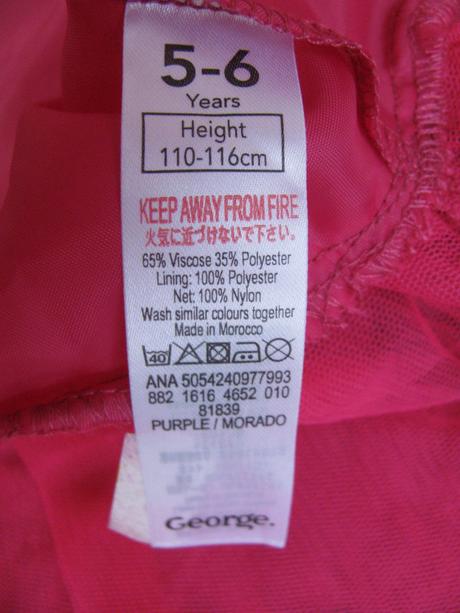 5-6
Years
Height
110-116cm
KEEP AWAY FROM FIRE
火気に近づけないで下さい。
65% Viscose 35% Polyester
Lining: 100% Polyester
Net: 100% Nylon
Wash similar colours together
Made in Morocco
40
ANA 5054240977993
882 1616 4652 010
81839
PURPLE / MORADO
George.